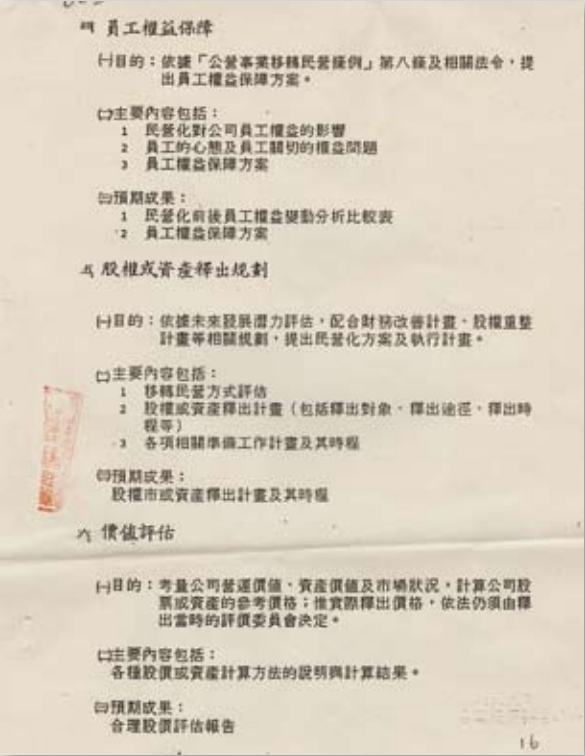 四 員工權益保障
㈠目的：依據「公營事業移轉民營條例」第八條及相關法令，提
出員工權益保障方案。
㈡主要內容包括：
1 民營化對公司員工權益的影響
2 員工的心態及員工關切的權益問題
3 員工權益保障方案
㈢預期成果：
1 民營化前後員工權益變動分析比較表
2 員工權益保障方案
五 股權或資產釋出規劃
㈠目的：依據未來發展潛力評估，配合財務改善計畫、股權重整
計畫等相關規劃，提出民營化方案及執行計畫。
㈡主要內容包括：
1 移轉民營方式評估
2 股權或資產釋出計畫（包括釋出對象、釋出途徑、釋出時
程等）
3 各項相關準備工作計畫及其時程
㈢預期成果：
股權市或資產釋出計畫及其時程
六 價值評估
㈠目的：考量公司營運價值、資產價值及市場狀況，計算公司股
票或資產的參考價格；惟實際釋出價格，依法仍須由釋
出當時的評價委員會決定。
㈡主要內容包括：
各種股價或資產計算方法的說明與計算結果。
㈢預期成果：
合理股價評估報告
16